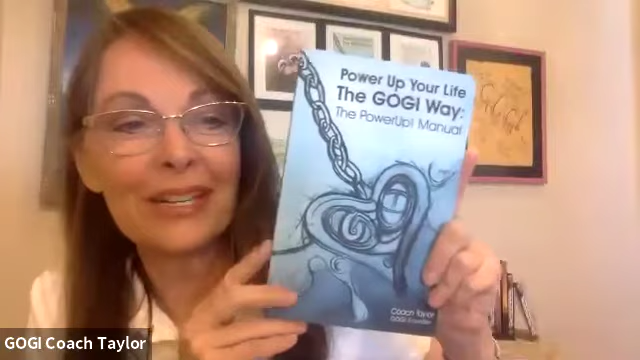 Power Up Your Life
The GOGI Way:
The PowerUp! Manual
Coach Taylor
GOGI Founder
GOGI Coach Taylor